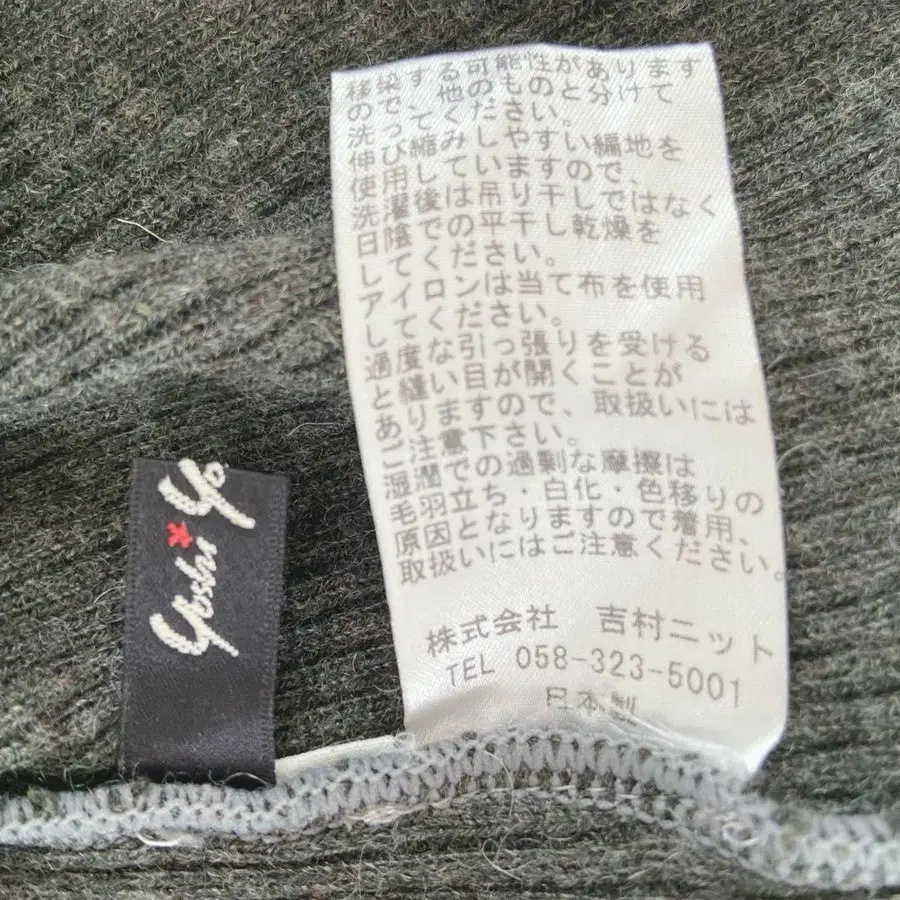 移染する可能性があります
ので他のものと分けて
洗ってください。
伸び縮みしやすい編地を
使用していますので、
洗濯後は吊り干しではなく
日陰での平干し乾燥を
してください。
アイロンは当て布を使用
してください。
過度な引っ張りを受ける
と縫い目が開くことが
ありますので、取扱いには
ご注意下さい。
湿潤での過剰な摩擦は
毛羽立ち・白化・色移りの
原因となりますので着用、
取扱いにはご注意ください。
株式会社 吉村ニット
TEL 058-323-5001
日本製
Yoshi*Yo